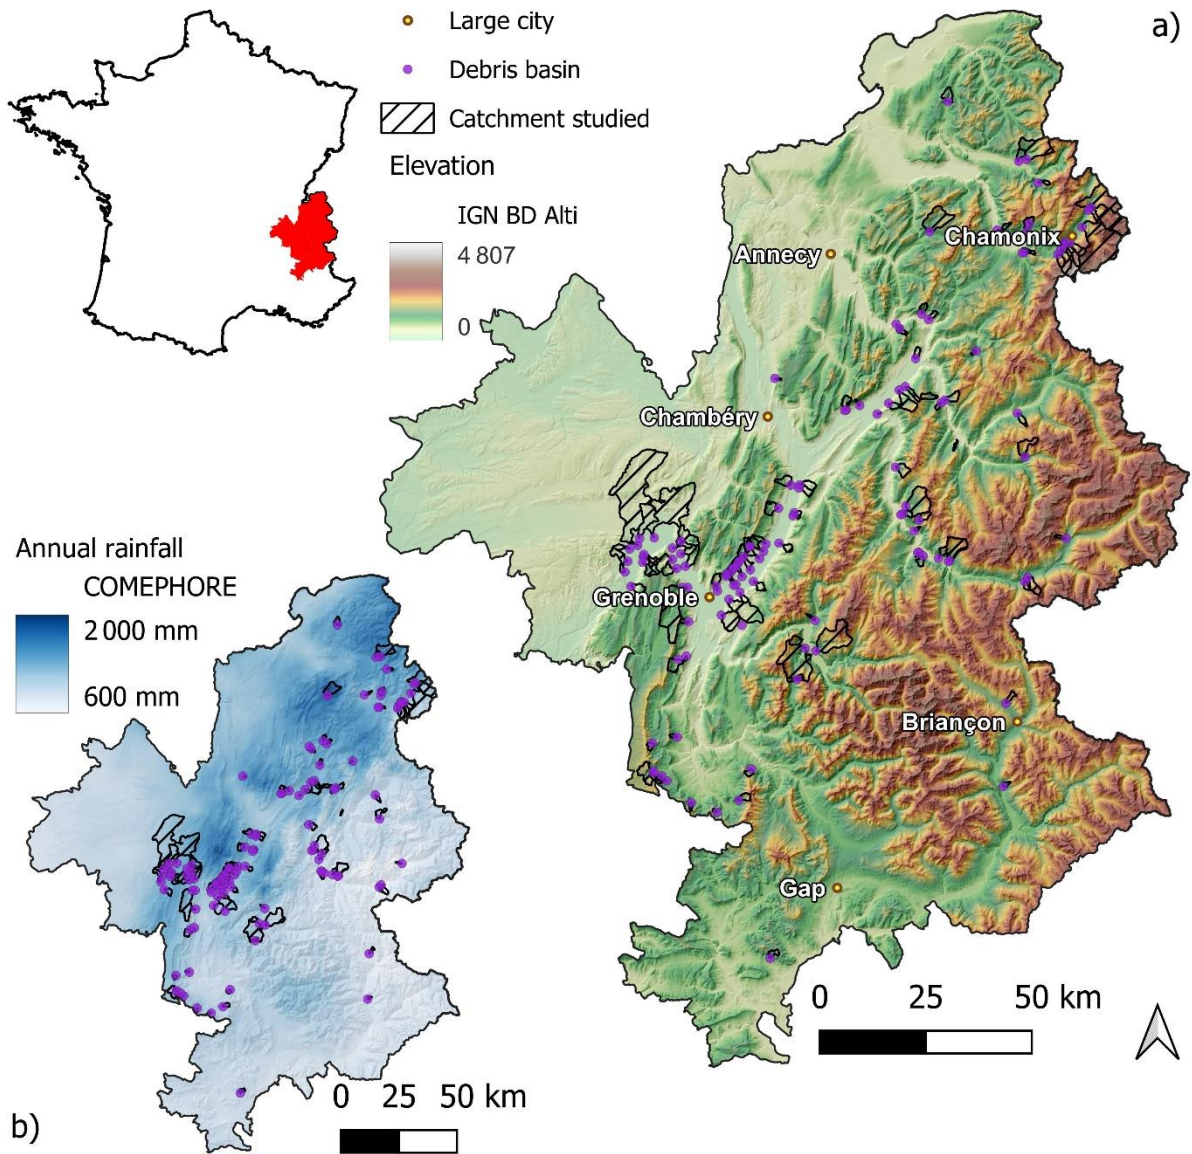 a)
Large city
Debris basin
Catchment studied
Elevation
IGN BD Alti
4 807
0
Annecy
Chamonix
Chambéry
Grenoble
Briançon
Gap
0 25 50 km
Annual rainfall
COMEPHORE
2 000 mm
600 mm
0 25 50 km
b)